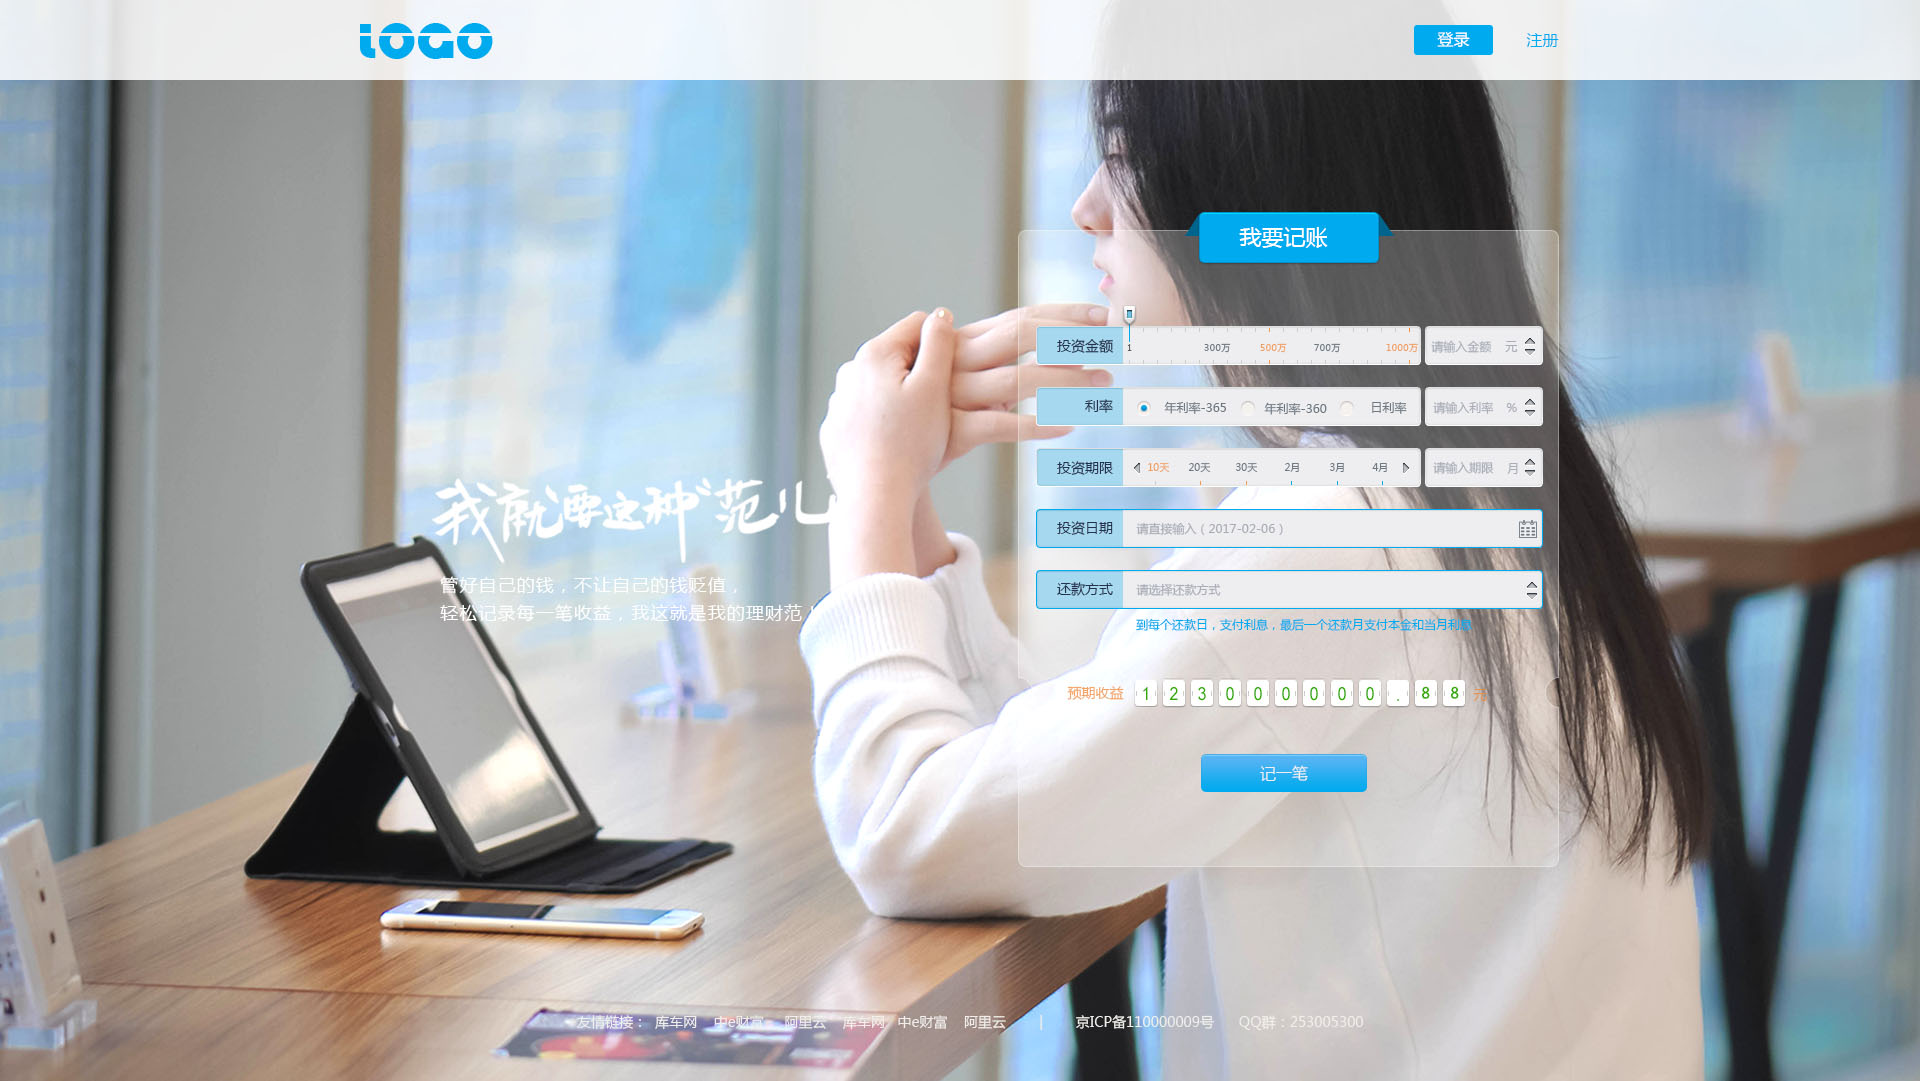 LOGO
登录 注册
我要记账
投资金额 1 300万 500万 700万 1000万 请输入金额 元
利率 年利率-365 年利率-360 日利率 请输入利率 %
投资期限 10天 20天 30天 2月 3月 4月 请输入期限 月
我就要这种“范儿”
投资日期 请直接输入（2017-02-06）
管好自己的钱，不让自己的钱贬值，
还款方式 请选择还款方式
轻松记录每一笔收益，我这就是我的理财范！
到每个还款日，支付利息，最后一个还款月支付本金和当月利息
预期收益 123000000.88 元
记一笔
友情链接： 库车网 中e财富 阿里云 库车网 中e财富 阿里云 | 京ICP备110000009号 QQ群：253005300